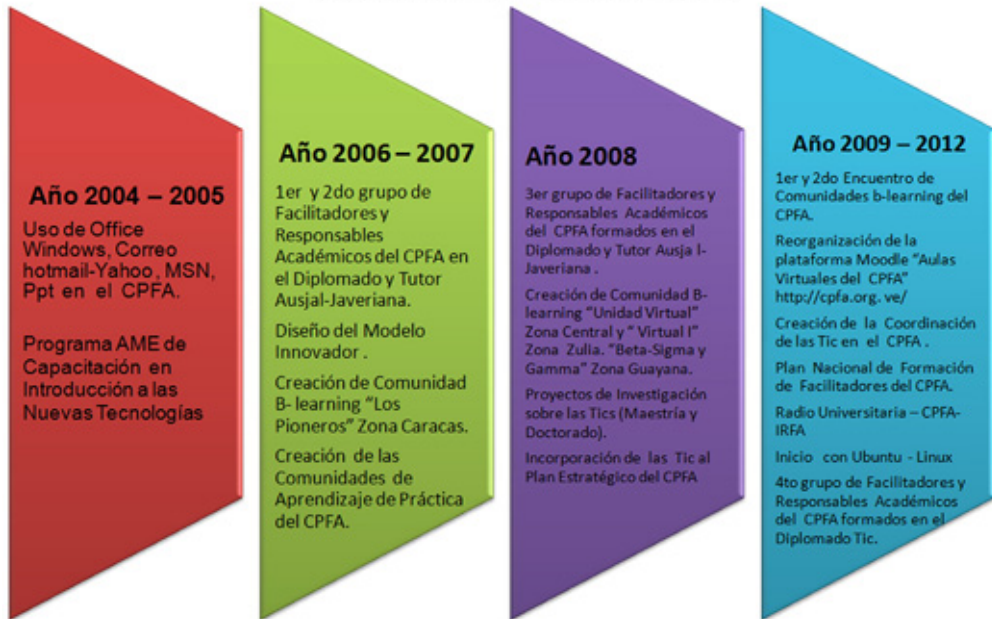 Año 2004 – 2005
Uso de Office
Windows, Correo
hotmail-Yahoo, MSN,
Ppt en el CPFA.
Programa AME de
Capacitación en
Introducción a las
Nuevas Tecnologías
Año 2006 – 2007
1er y 2do grupo de
Facilitadores y
Responsables
Académicos del CPFA en
el Diplomado y Tutor
Ausjal-Javeriana.
Diseño del Modelo
Innovador .
Creación de Comunidad
B- learning "Los
Pioneros" Zona Caracas.
Creación de las
Comunidades de
Aprendizaje de Práctica
del CPFA.
Año 2008
3er grupo de Facilitadores y
Responsables Académicos
del CPFA formados en el
Diplomado y Tutor Ausja l-
Javeriana .
Creación de Comunidad B-
learning "Unidad Virtual"
Zona Central y " Virtual I"
Zona Zulia. "Beta-Sigma y
Gamma" Zona Guayana.
Proyectos de Investigación
sobre las Tics (Maestría y
Doctorado).
Incorporación de las Tic al
Plan Estratégico del CPFA
Año 2009 – 2012
1er y 2do Encuentro de
Comunidades b-learning del
CPFA.
Reorganización de la
plataforma Moodle "Aulas
Virtuales del CPFA"
http://cpfa.org. ve/
Creación de la Coordinación
de las Tic en el CPFA .
Plan Nacional de Formación
de Facilitadores del CPFA.
Radio Universitaria – CPFA-
IRFA
Inicio con Ubuntu - Linux
4to grupo de Facilitadores y
Responsables Académicos
del CPFA formados en el
Diplomado Tic.